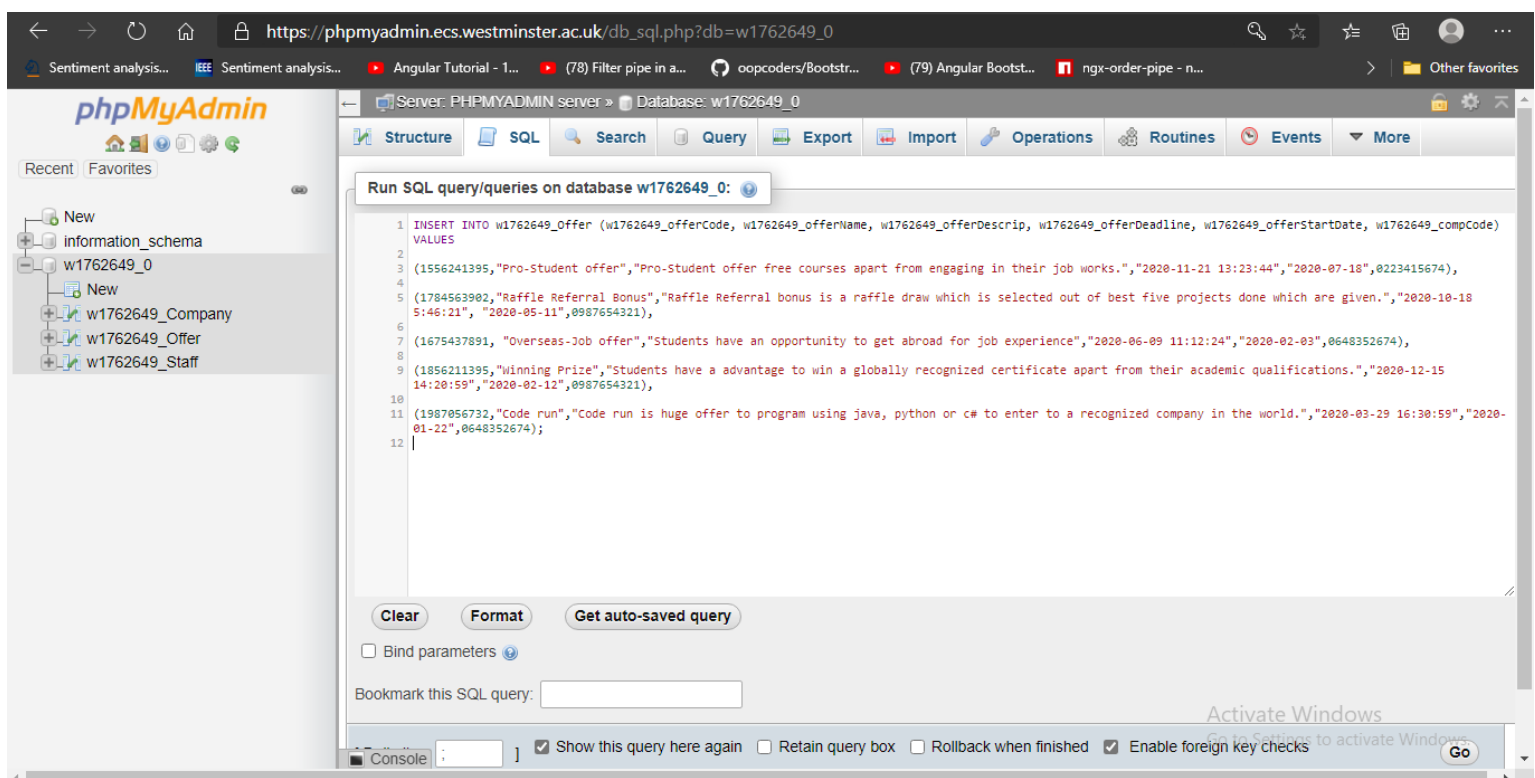 https://phpmyadmin.ecs.westminster.ac.uk/db_sql.php?db=w1762649_0
Sentiment analysis...
IEEE Sentiment analysis...
Angular Tutorial - 1...
(78) Filter pipe in a...
oopcoders/Bootstr...
(79) Angular Bootst...
ngx-order-pipe - n...
Other favorites
phpMyAdmin
Recent Favorites
New
information_schema
w1762649_0
New
w1762649_Company
w1762649_Offer
w1762649_Staff
Server: PHPMYADMIN server » Database: w1762649_0
Structure SQL Search Query Export Import Operations Routines Events More
Run SQL query/queries on database w1762649_0:
1 INSERT INTO w1762649_Offer (w1762649_offerCode, w1762649_offerName, w1762649_offerDescrip, w1762649_offerDeadline, w1762649_offerStartDate, w1762649_compCode)
VALUES
2
3 (1556241395,"Pro-Student offer","Pro-Student offer free courses apart from engaging in their job works.","2020-11-21 13:23:44","2020-07-18",0223415674),
4
5 (1784563902,"Raffle Referral Bonus","Raffle Referral bonus is a raffle draw which is selected out of best five projects done which are given.","2020-10-18
5:46:21", "2020-05-11",0987654321),
6
7 (1675437891, "Overseas-Job offer","Students have an opportunity to get abroad for job experience","2020-06-09 11:12:24","2020-02-03",0648352674),
8
9 (1856211395,"Winning Prize","Students have a advantage to win a globally recognized certificate apart from their academic qualifications.","2020-12-15
14:20:59","2020-02-12",0987654321),
10
11 (1987056732,"Code run","Code run is huge offer to program using java, python or c# to enter to a recognized company in the world.","2020-03-29 16:30:59","2020-
01-22",0648352674);
12
Clear Format Get auto-saved query
Bind parameters
Bookmark this SQL query:
Activate Windows
Go to Settings to activate Windows.
; ] Show this query here again Retain query box Rollback when finished Enable foreign key checks Go
Console